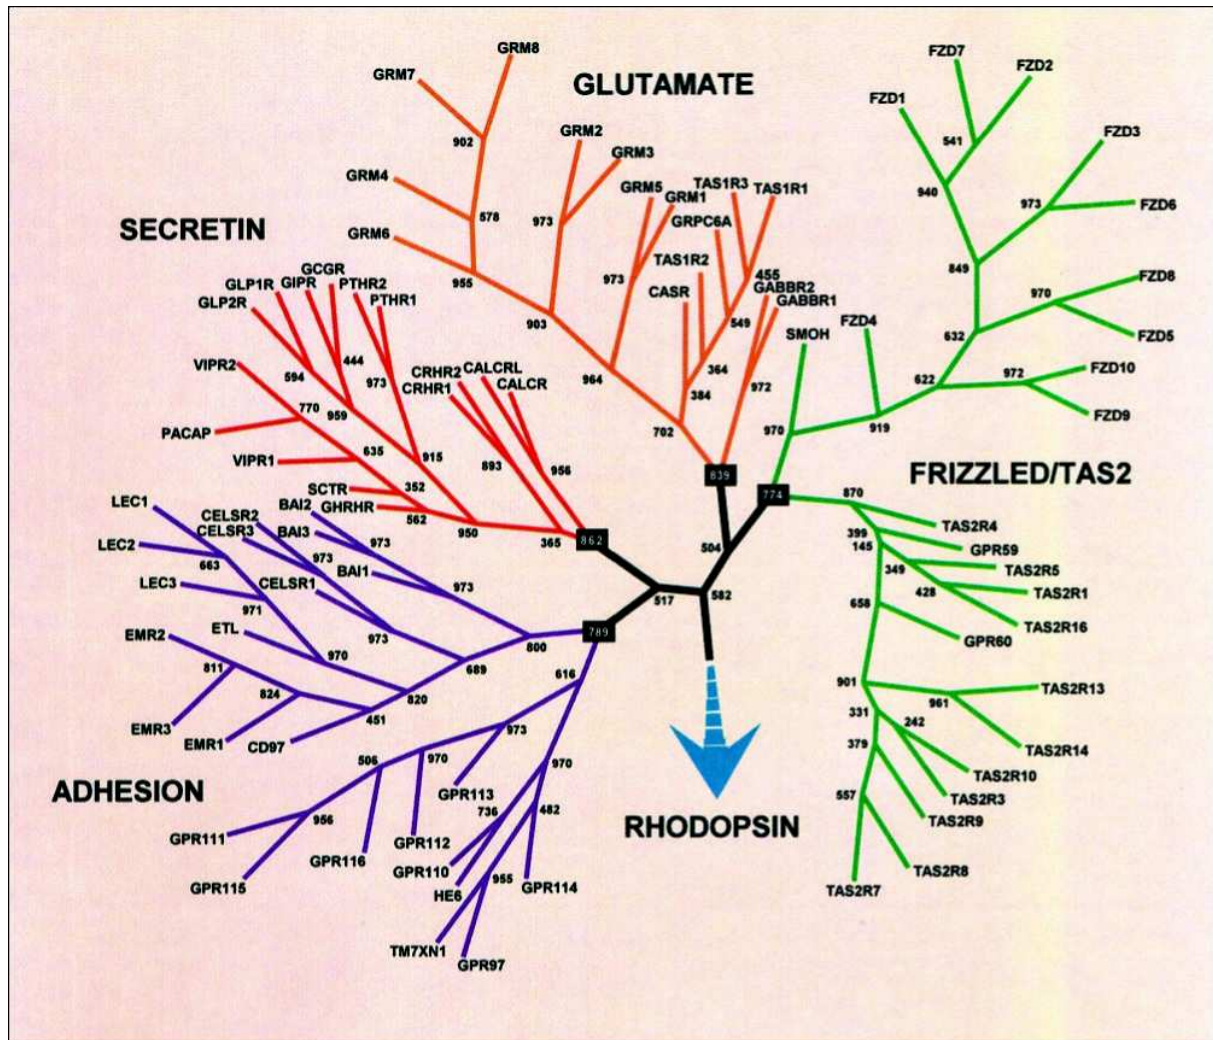 GRM8
FZD7
GRM7
GLUTAMATE
FZD2
FZD1
GRM2
FZD3
902
541
GRM3
GRM4
940
GRM5
TAS1R3
TAS1R1
GRM1
973
FZD6
578
973
GRPC6A
SECRETIN
GRM6
TAS1R2
849
GCGR
455
FZD8
GLP1R
GIPR
PTHR2
955
973
GABBR2
970
GLP2R
PTHR1
CASR
GABBR1
903
549
FZD4
SMOH
632
FZD5
VIPR2
444
CRHR2
CALCRL
364
FZD10
594
973
964
972
622
972
CRHR1
CALCR
384
770
959
FZD9
PACAP
702
970
919
635
915
VIPR1
893
956
839
FRIZZLED/TAS2
SCTR
352
774
870
LEC1
BAI2
GHRHR
562
CELSR2
950
TAS2R4
CELSR3
BAI3
365
862
399
LEC2
973
504
145
GPR59
663
973
349
TAS2R5
LEC3
CELSR1
BAI1
973
517
582
428
TAS2R1
971
658
ETL
TAS2R16
EMR2
973
800
789
GPR60
811
970
689
616
901
TAS2R13
824
820
961
451
331
EMR3
242
EMR1
CD97
973
379
TAS2R14
506
970
970
TAS2R10
ADHESION
GPR113
557
TAS2R3
736
482
956
TAS2R9
GPR111
RHODOPSIN
GPR112
GPR116
GPR110
TAS2R8
955
GPR115
HE6
GPR114
TAS2R7
TM7XN1
GPR97